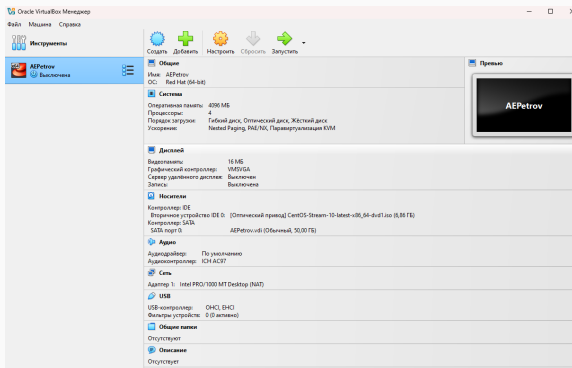 Oracle VirtualBox Менеджер
Файл Машина Справка
Инструменты
Создать Добавить Настроить Сбросить Запустить
AEPetrov
Выключена
Общие
Имя: AEPetrov
ОС: Red Hat (64-bit)
Система
Оперативная память: 4096 МБ
Процессоры: 4
Порядок загрузки: Гибкий диск, Оптический диск, Жёсткий диск
Ускорение: Nested Paging, PAE/NX, Паравиртуализация KVM
Превью
AEPetrov
Дисплей
Видеопамять: 16 МБ
Графический контроллер: VMSVGA
Сервер удалённого дисплея: Выключен
Запись: Выключена
Носители
Контроллер: IDE
Вторичное устройство IDE 0: [Оптический привод] CentOS-Stream-10-latest-x86_64-dvd1.iso (6,86 ГБ)
Контроллер: SATA
SATA порт 0: AEPetrov.vdi (Обычный, 50,00 ГБ)
Аудио
Аудиодрайвер: По умолчанию
Аудиоконтроллер: ICH AC97
Сеть
Адаптер 1: Intel PRO/1000 MT Desktop (NAT)
USB
USB-контроллер: OHCI, EHCI
Фильтры устройств: 0 (0 активно)
Общие папки
Отсутствуют
Описание
Отсутствует